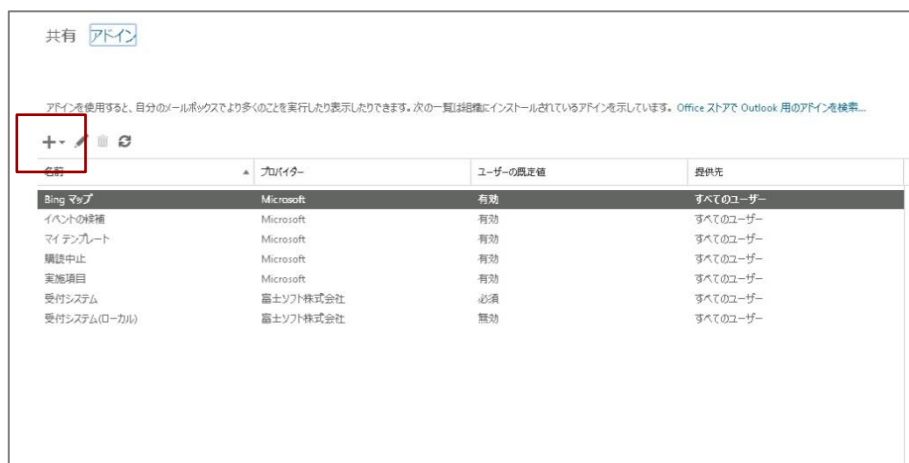 共有 アドイン
アドインを使用すると、自分のメールボックスでより多くのことを実行したり表示したりできます。次の一覧は組織にインストールされているアドインを示しています。Office ストアで Outlook 用のアドインを検索...
名前 プロバイダー ユーザーの既定値 提供先
Bing マップ Microsoft 有効 すべてのユーザー
イベントの候補 Microsoft 有効 すべてのユーザー
マイ テンプレート Microsoft 有効 すべてのユーザー
購読中止 Microsoft 有効 すべてのユーザー
実施項目 Microsoft 有効 すべてのユーザー
受付システム 富士ソフト株式会社 必須 すべてのユーザー
受付システム(ローカル) 富士ソフト株式会社 無効 すべてのユーザー